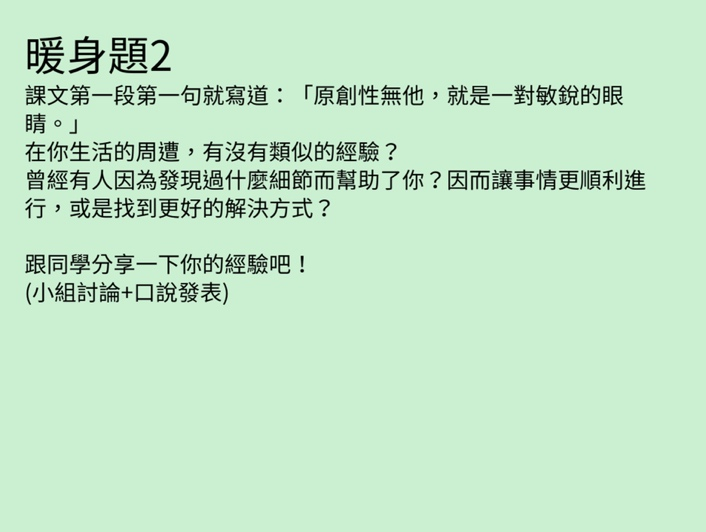 暖身題2
課文第一段第一句就寫道：「原創性無他，就是一對敏銳的眼
睛。」
在你生活的周遭，有沒有類似的經驗？
曾經有人因為發現過什麼細節而幫助了你？因而讓事情更順利進
行，或是找到更好的解決方式？
跟同學分享一下你的經驗吧！
(小組討論+口說發表)